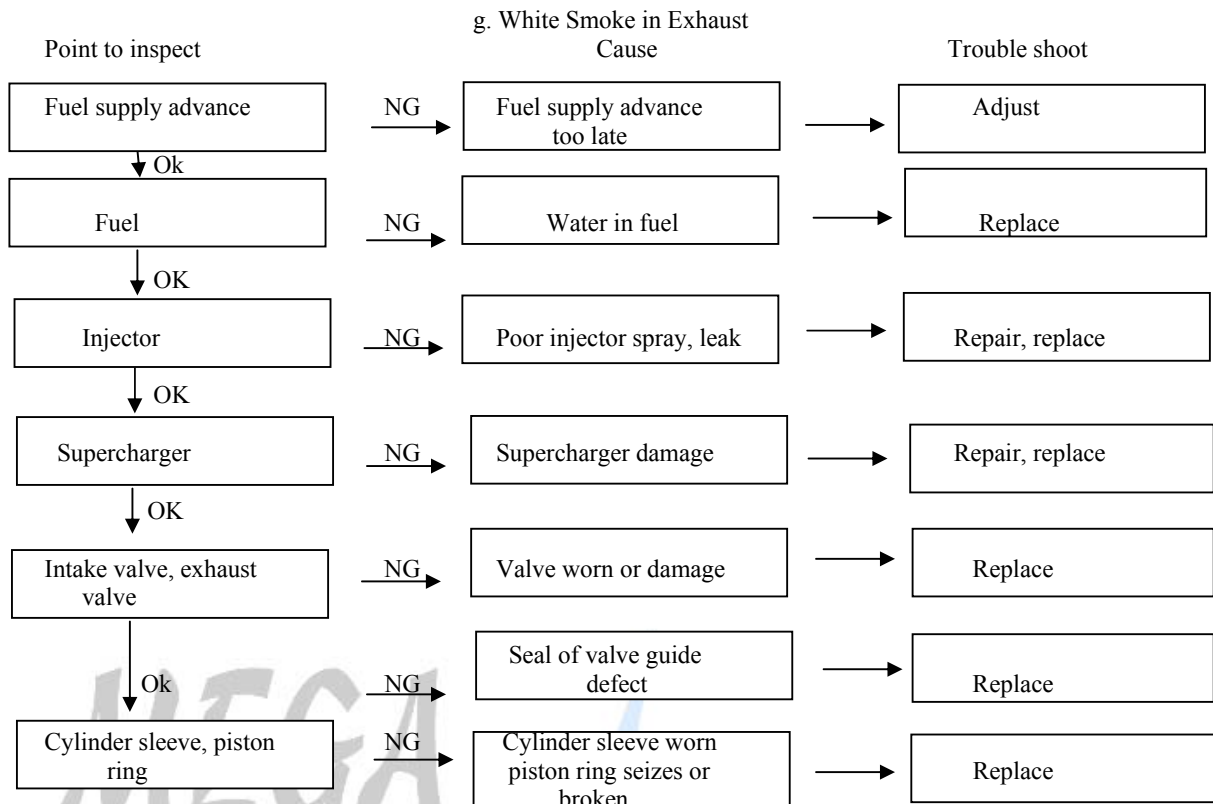 g. White Smoke in Exhaust
Point to inspect Cause Trouble shoot
Fuel supply advance NG Fuel supply advance
too late Adjust
Ok
Fuel NG Water in fuel Replace
OK
Injector NG Poor injector spray, leak Repair, replace
OK
Supercharger NG Supercharger damage Repair, replace
OK
Intake valve, exhaust
valve NG Valve worn or damage Replace
Ok
NG Seal of valve guide
defect Replace
Cylinder sleeve, piston
ring NG Cylinder sleeve worn
piston ring seizes or
broken Replace
MEGA